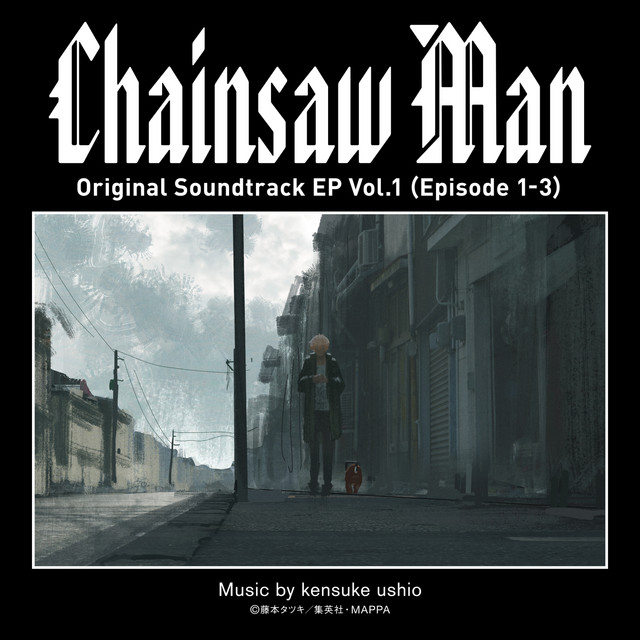 Chainsaw Man
Original Soundtrack EP Vol.1 (Episode 1-3)
Music by kensuke ushio
©藤本タツキ／集英社・MAPPA